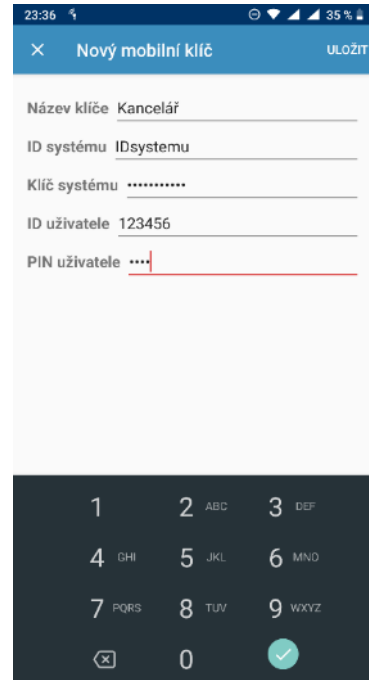 23:36 35 %
Nový mobilní klíč ULOŽIT
Název klíče Kancelář
ID systému IDsystemu
Klíč systému •••••••••••
ID uživatele 123456
PIN uživatele ••••
1 2 ABC 3 DEF
4 GHI 5 JKL 6 MNO
7 PQRS 8 TUV 9 WXYZ
0